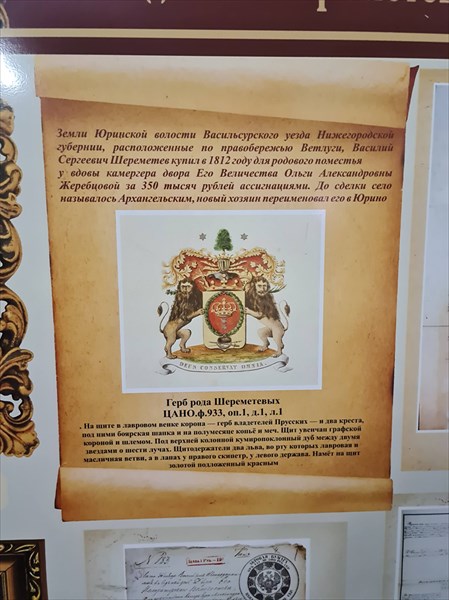 Земли Юринской волости Васильсурского уезда Нижегородской
губернии, расположенные по правобережью Ветлуги, Василий
Сергеевич Шереметев купил в 1812 году для родового поместья
у вдовы камергера двора Его Величества Ольги Александровны
Жеребцовой за 350 тысяч рублей ассигнациями. До сделки село
называлось Архангельским, новый хозяин переименовал его в Юрино
DEUS CONSERVAT OMNIA
Герб рода Шереметевых
ЦАНО.ф.933, оп.1, д.1, л.1
. На щите в лавровом венке корона — герб владетелей Прусских — и два креста,
под ними боярская шапка и на полумесяце копьё и меч. Щит увенчан графской
короной и шлемом. Под верхней колонной кумиропоклонный дуб между двумя
звездами о шести лучах. Щитодержатели два льва, во рту которых лавровая и
масличная ветви, а в лапах у правого скипетр, у левого держава. Намёт по щит
золотой подложенный красным